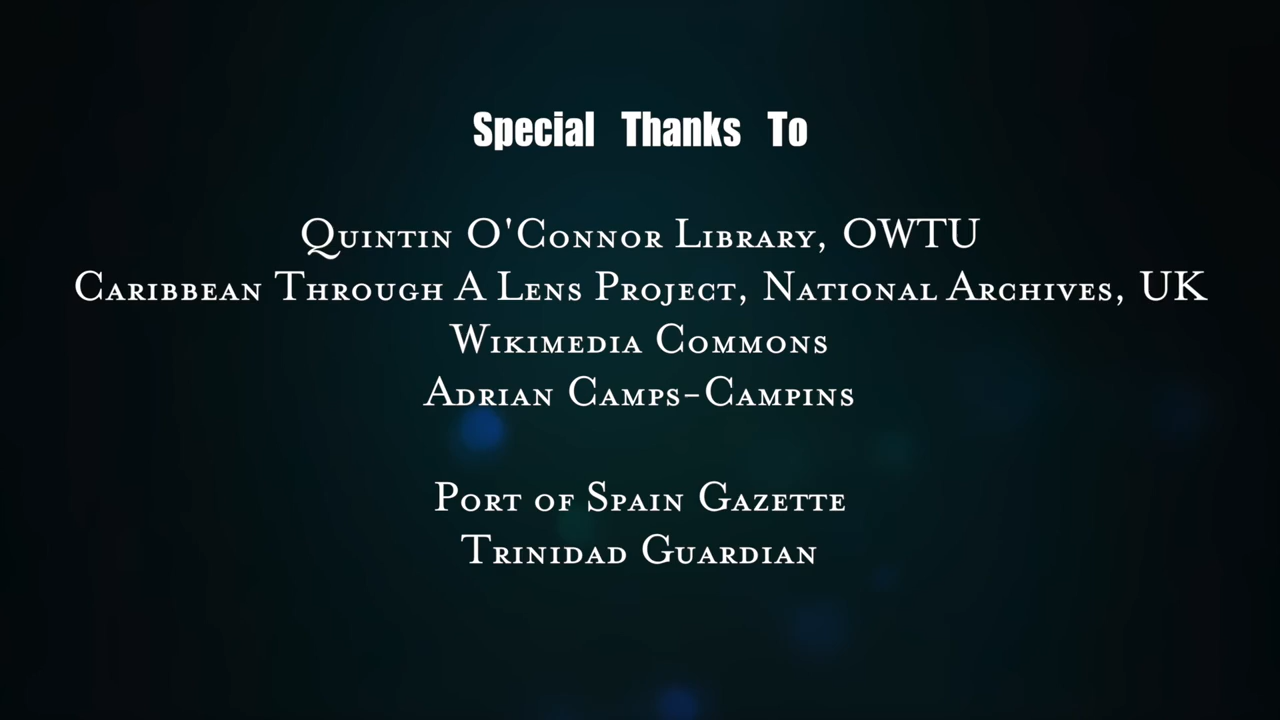 Special Thanks To
Quintin O'Connor Library, OWTU
Caribbean Through A Lens Project, National Archives, UK
Wikimedia Commons
Adrian Camps-Campins
Port of Spain Gazette
Trinidad Guardian